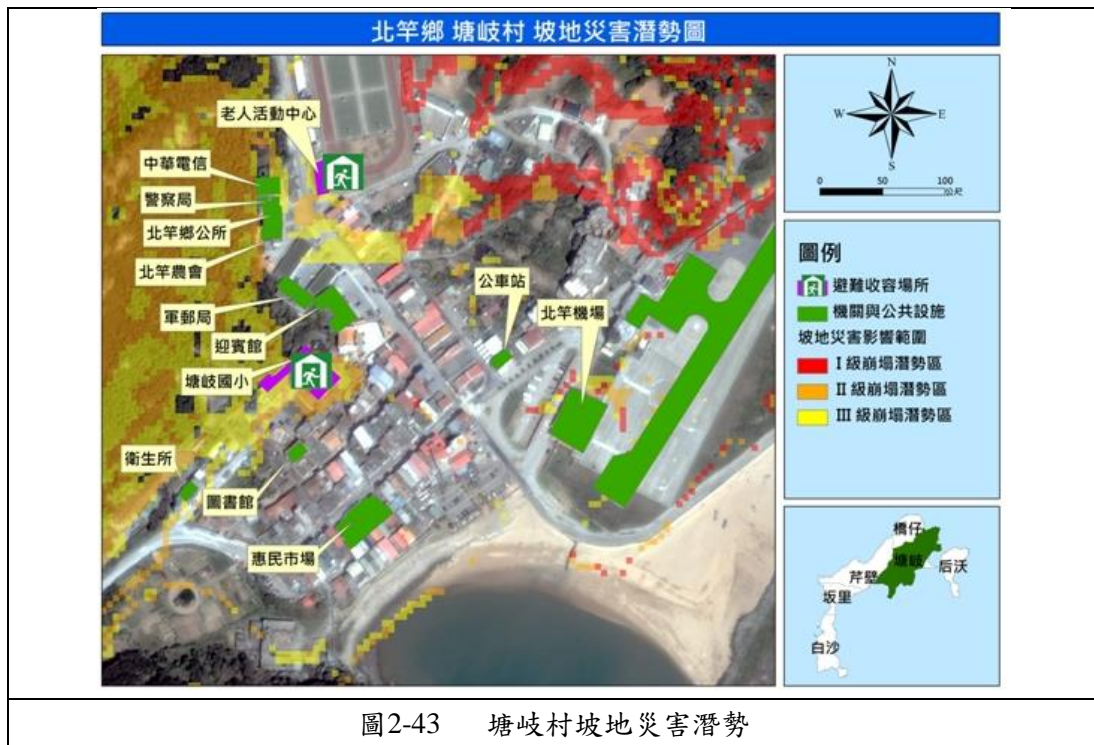 北竿鄉 塘岐村 坡地災害潛勢圖
老人活動中心
中華電信
警察局
北竿鄉公所
北竿農會
軍郵局
迎賓館
塘岐國小
公車站
北竿機場
衛生所
圖書館
惠民市場
N
W
E
S
0 50 100
公尺
圖例
避難收容場所
機關與公共設施
坡地災害影響範圍
I 級崩塌潛勢區
II 級崩塌潛勢區
III 級崩塌潛勢區
橋仔
塘岐
后沃
芹壁
坂里
白沙
圖2-43 塘岐村坡地災害潛勢